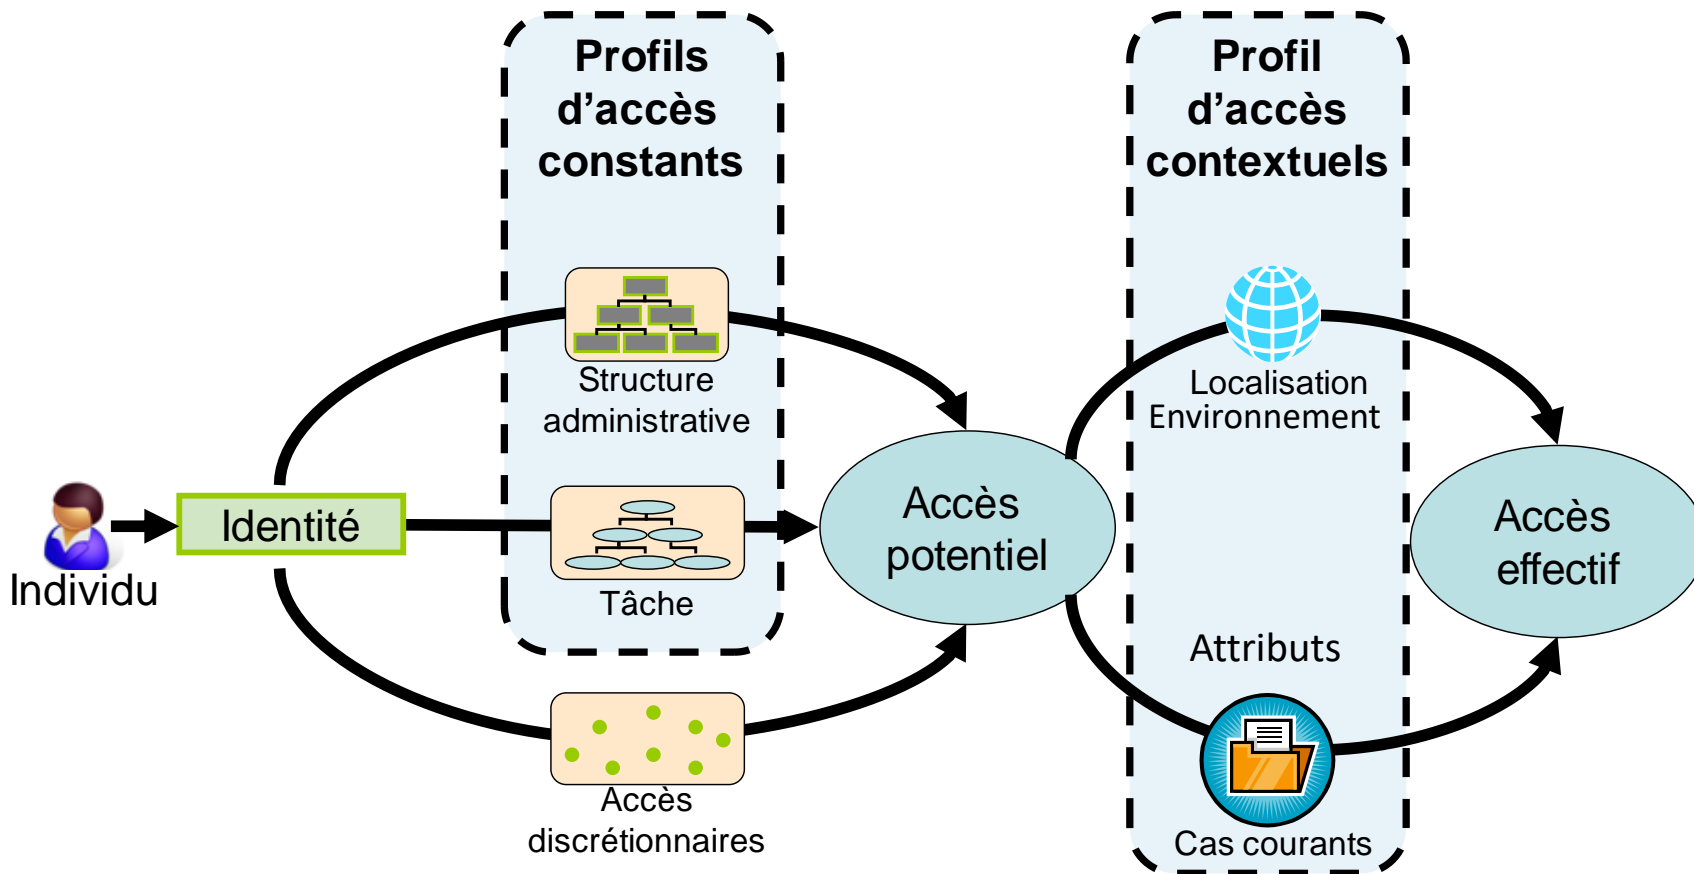 Profils
d'accès
constants
Profil
d'accès
contextuels
Structure
administrative
Localisation
Environnement
Individu
Identité
Tâche
Accès
potentiel
Accès
effectif
Attributs
Accès
discrétionnaires
Cas courants